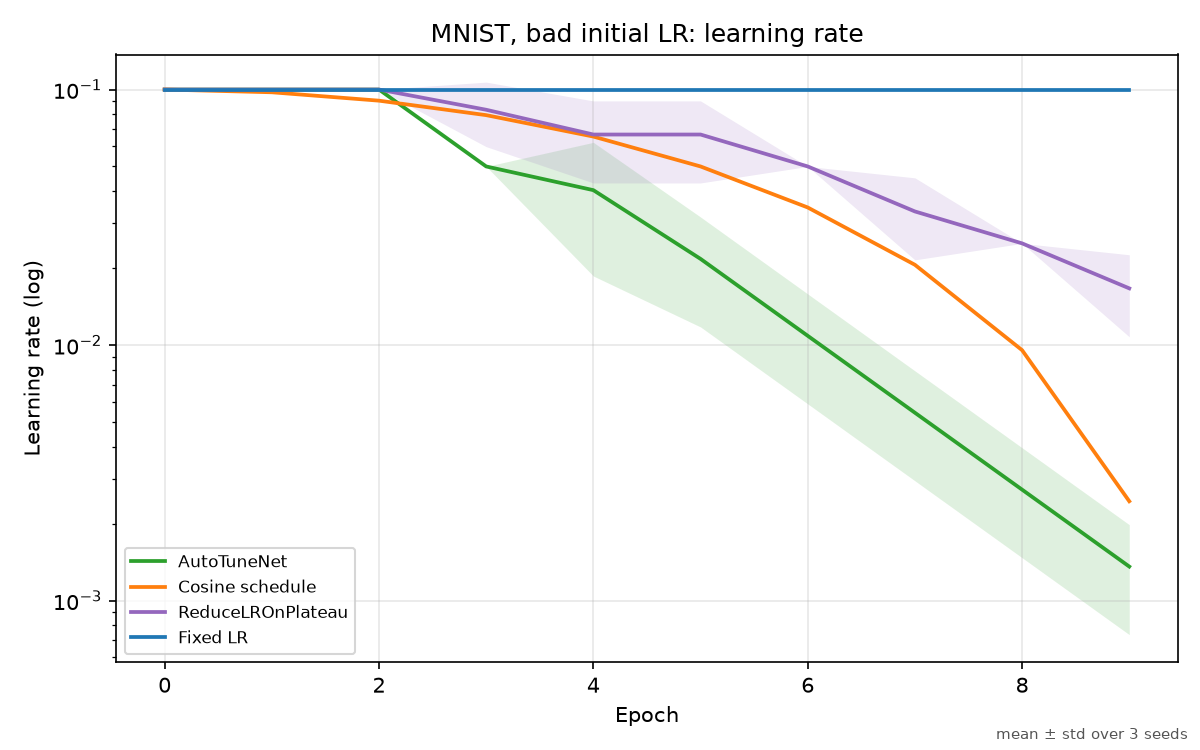 MNIST, bad initial LR: learning rate
Learning rate (log)
10⁻¹
10⁻²
10⁻³
AutoTuneNet
Cosine schedule
ReduceLROnPlateau
Fixed LR
0 2 4 6 8
Epoch
mean ± std over 3 seeds